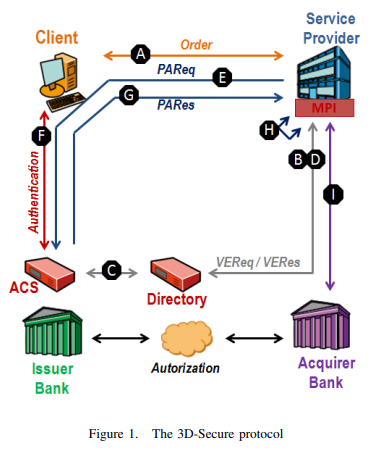 Client
Service
Provider
A
Order
PAReq
E
G
PARes
MPI
H
F
Authentication
B D
I
C
VEReq / VERes
ACS
Directory
Issuer
Bank
Autorization
Acquirer
Bank
Figure 1. The 3D-Secure protocol